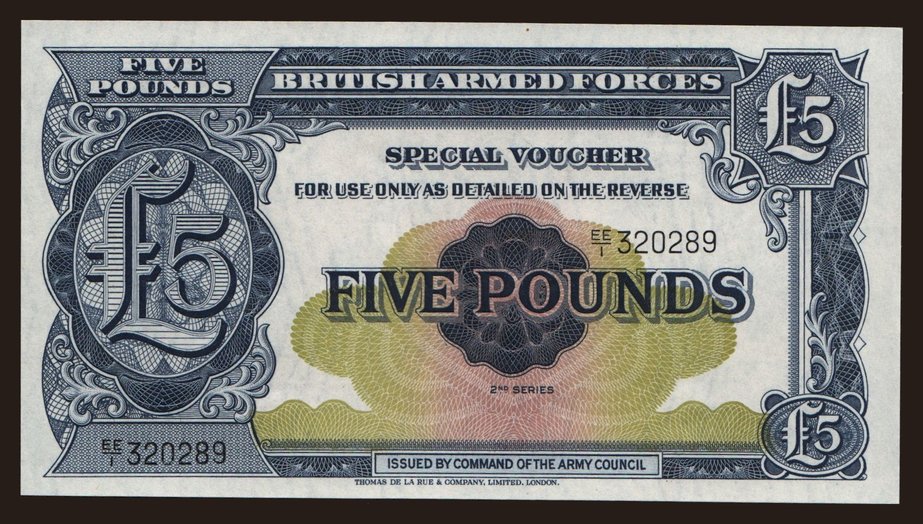 FIVE
POUNDS
BRITISH ARMED FORCES
£5
SPECIAL VOUCHER
FOR USE ONLY AS DETAILED ON THE REVERSE
EE/1 320289
£5
FIVE POUNDS
2ND SERIES
£5
EE/1 320289
ISSUED BY COMMAND OF THE ARMY COUNCIL
THOMAS DE LA RUE & COMPANY, LIMITED, LONDON.